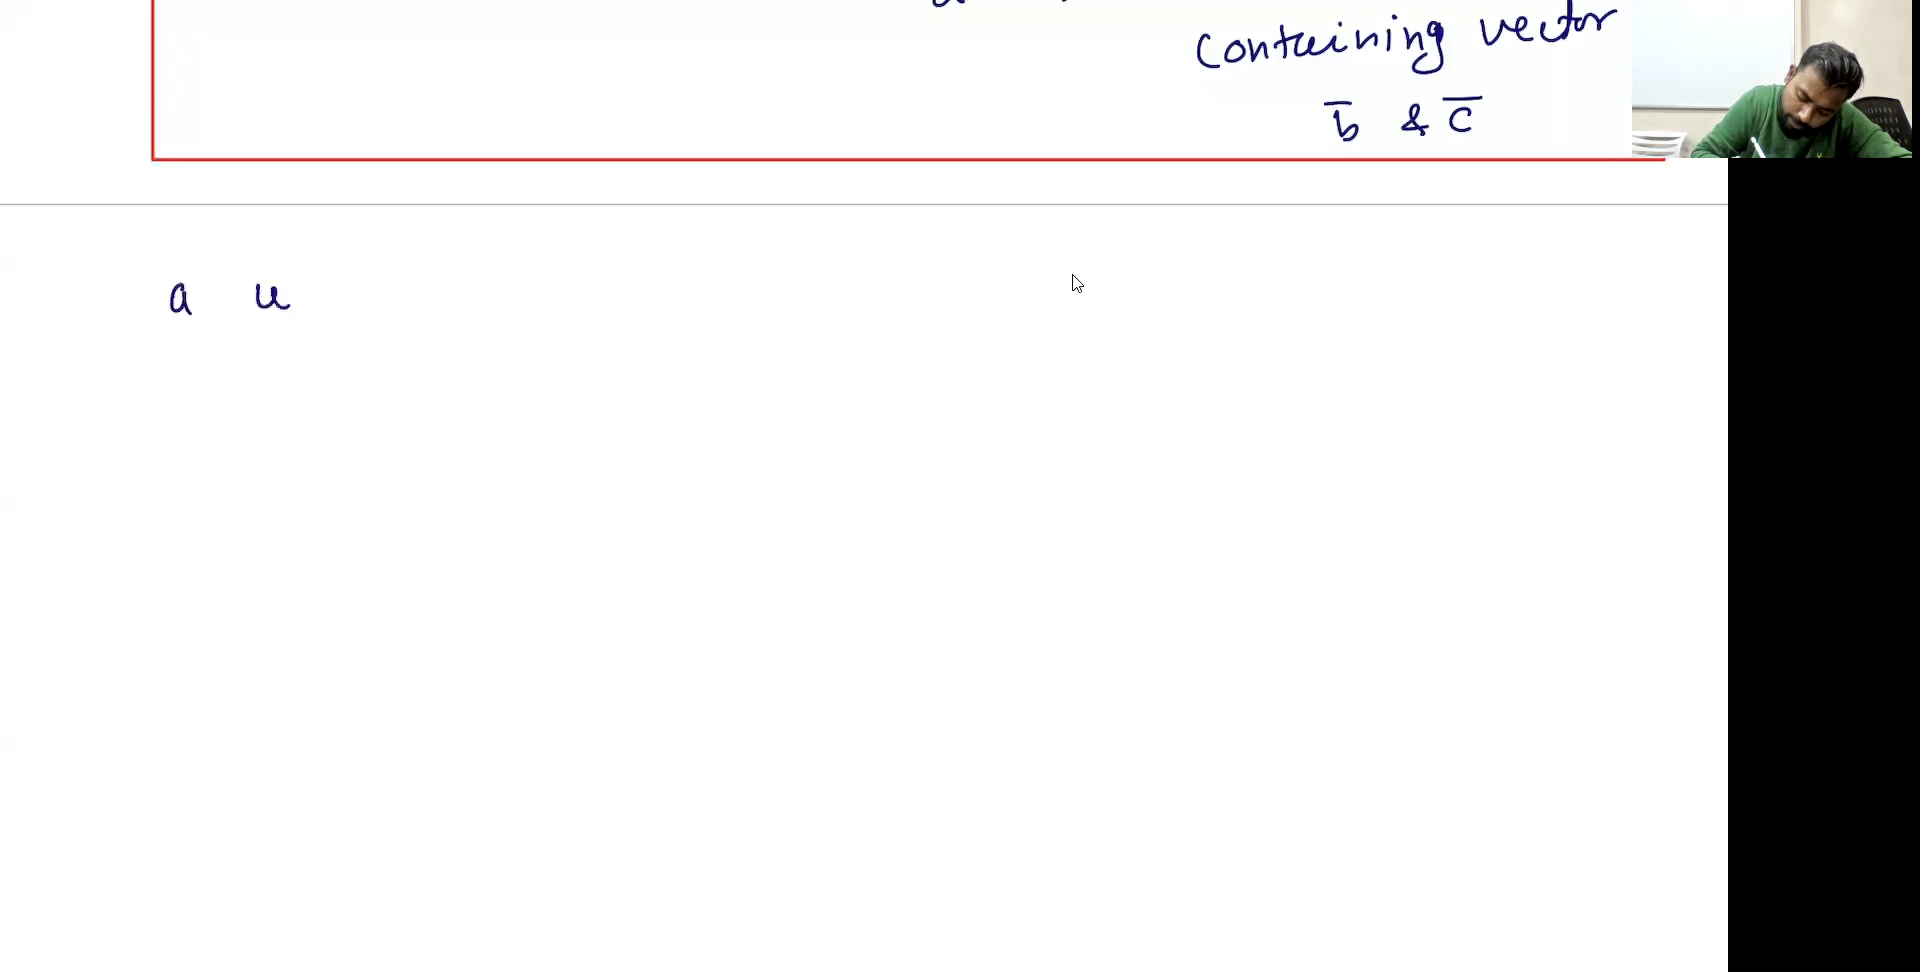 containing vector
b̄ & c̄
a u